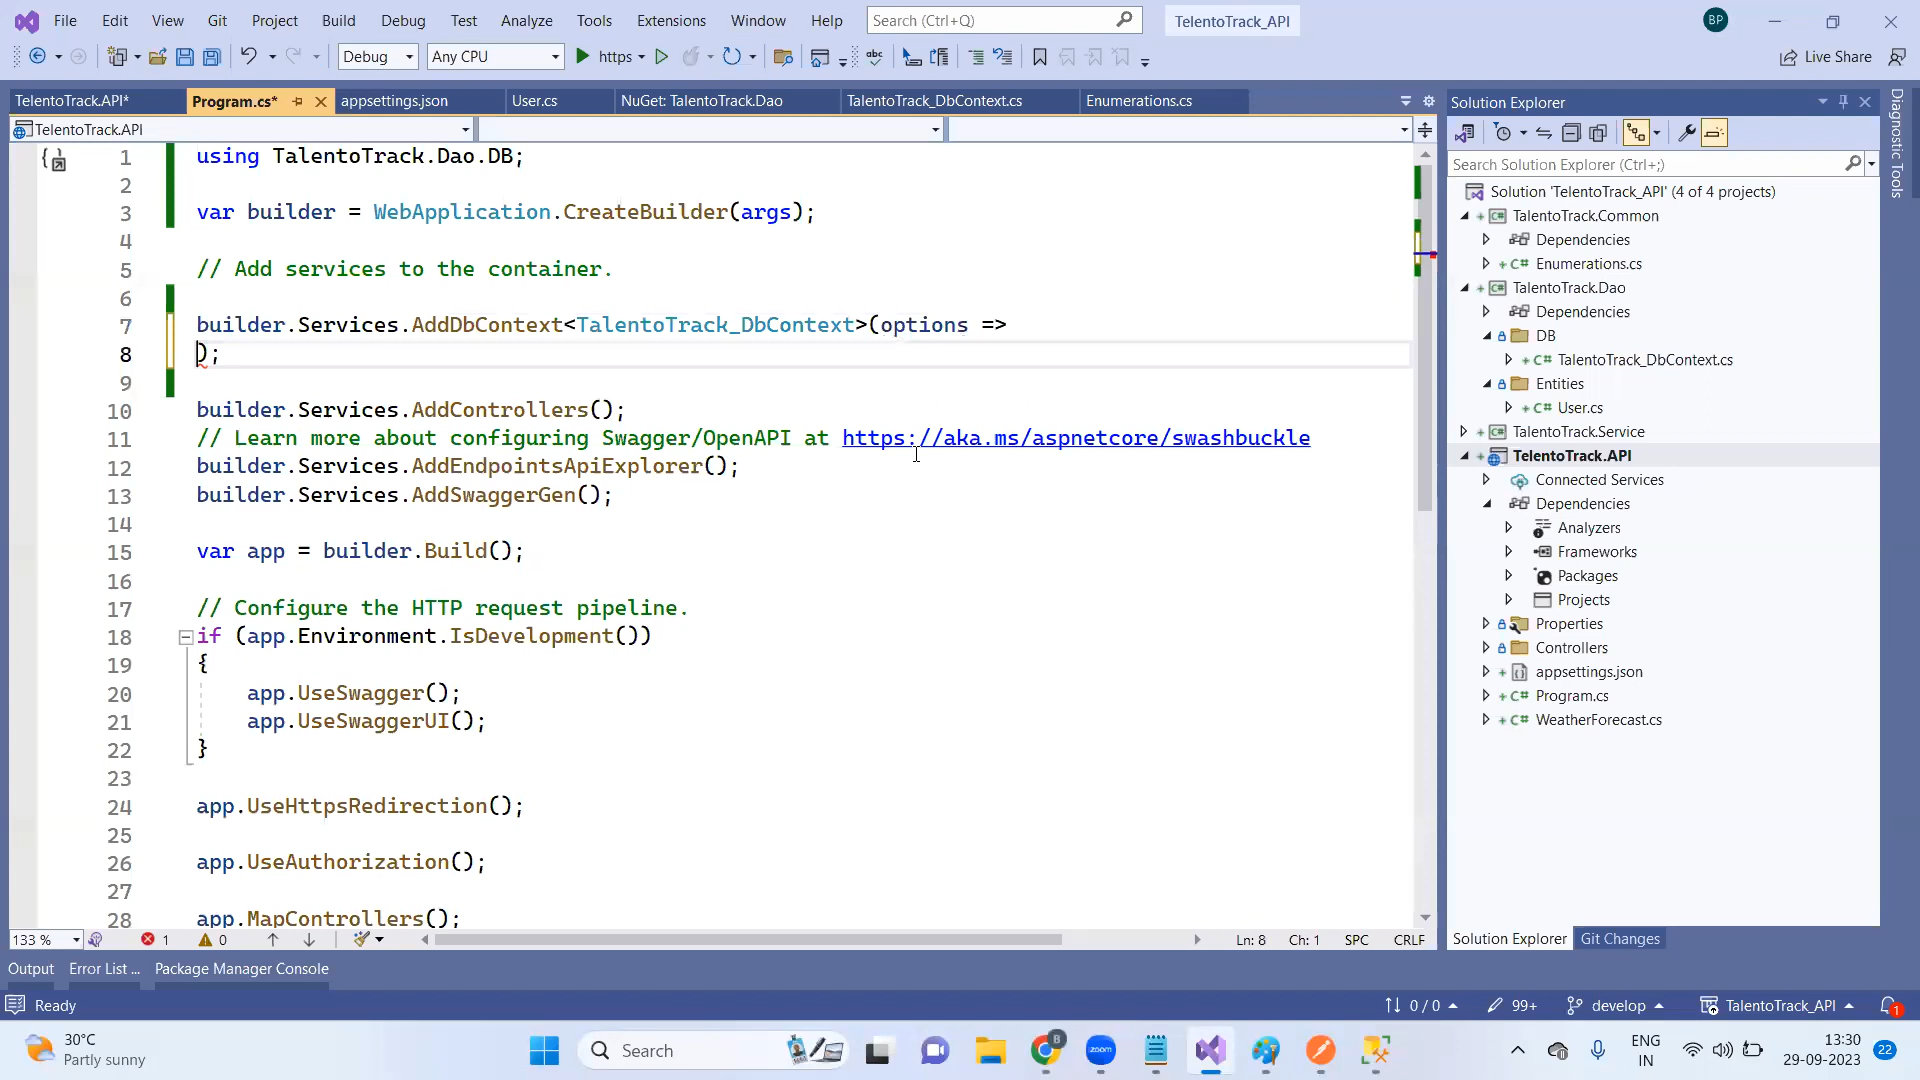 File Edit View Git Project Build Debug Test Analyze Tools Extensions Window Help Search (Ctrl+Q) TelentoTrack_API BP
Debug Any CPU https Live Share
TelentoTrack.API* Program.cs* appsettings.json User.cs NuGet: TalentoTrack.Dao TalentoTrack_DbContext.cs Enumerations.cs
TelentoTrack.API
1 using TalentoTrack.Dao.DB;
2
3 var builder = WebApplication.CreateBuilder(args);
4
5 // Add services to the container.
6
7 builder.Services.AddDbContext<TalentoTrack_DbContext>(options =>
8 );
9
10 builder.Services.AddControllers();
11 // Learn more about configuring Swagger/OpenAPI at https://aka.ms/aspnetcore/swashbuckle
12 builder.Services.AddEndpointsApiExplorer();
13 builder.Services.AddSwaggerGen();
14
15 var app = builder.Build();
16
17 // Configure the HTTP request pipeline.
18 if (app.Environment.IsDevelopment())
19 {
20 app.UseSwagger();
21 app.UseSwaggerUI();
22 }
23
24 app.UseHttpsRedirection();
25
26 app.UseAuthorization();
27
28 app.MapControllers();
133 % 1 0 Ln: 8 Ch: 1 SPC CRLF
Solution Explorer
Search Solution Explorer (Ctrl+;)
Solution 'TelentoTrack_API' (4 of 4 projects)
TalentoTrack.Common
Dependencies
Enumerations.cs
TalentoTrack.Dao
Dependencies
DB
TalentoTrack_DbContext.cs
Entities
User.cs
TalentoTrack.Service
TelentoTrack.API
Connected Services
Dependencies
Analyzers
Frameworks
Packages
Projects
Properties
Controllers
appsettings.json
Program.cs
WeatherForecast.cs
Solution Explorer Git Changes
Diagnostic Tools
Output Error List ... Package Manager Console
Ready 0 / 0 99+ develop TalentoTrack_API 1
30°C
Partly sunny
Search
B
zoom
ENG
IN
13:30
29-09-2023
22